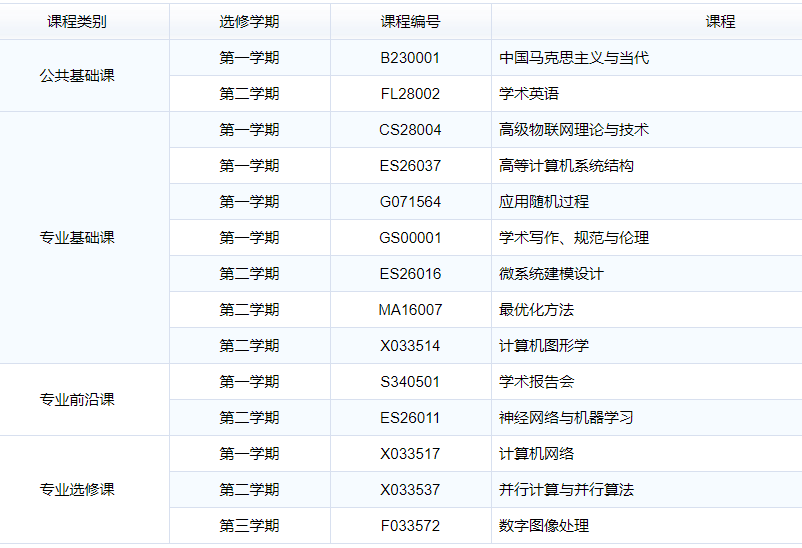 课程类别 选修学期 课程编号 课程
公共基础课 第一学期 B230001 中国马克思主义与当代
第二学期 FL28002 学术英语
专业基础课 第一学期 CS28004 高级物联网理论与技术
第一学期 ES26037 高等计算机系统结构
第一学期 G071564 应用随机过程
第一学期 GS00001 学术写作、规范与伦理
第二学期 ES26016 微系统建模设计
第二学期 MA16007 最优化方法
第二学期 X033514 计算机图形学
专业前沿课 第一学期 S340501 学术报告会
第二学期 ES26011 神经网络与机器学习
专业选修课 第一学期 X033517 计算机网络
第二学期 X033537 并行计算与并行算法
第三学期 F033572 数字图像处理